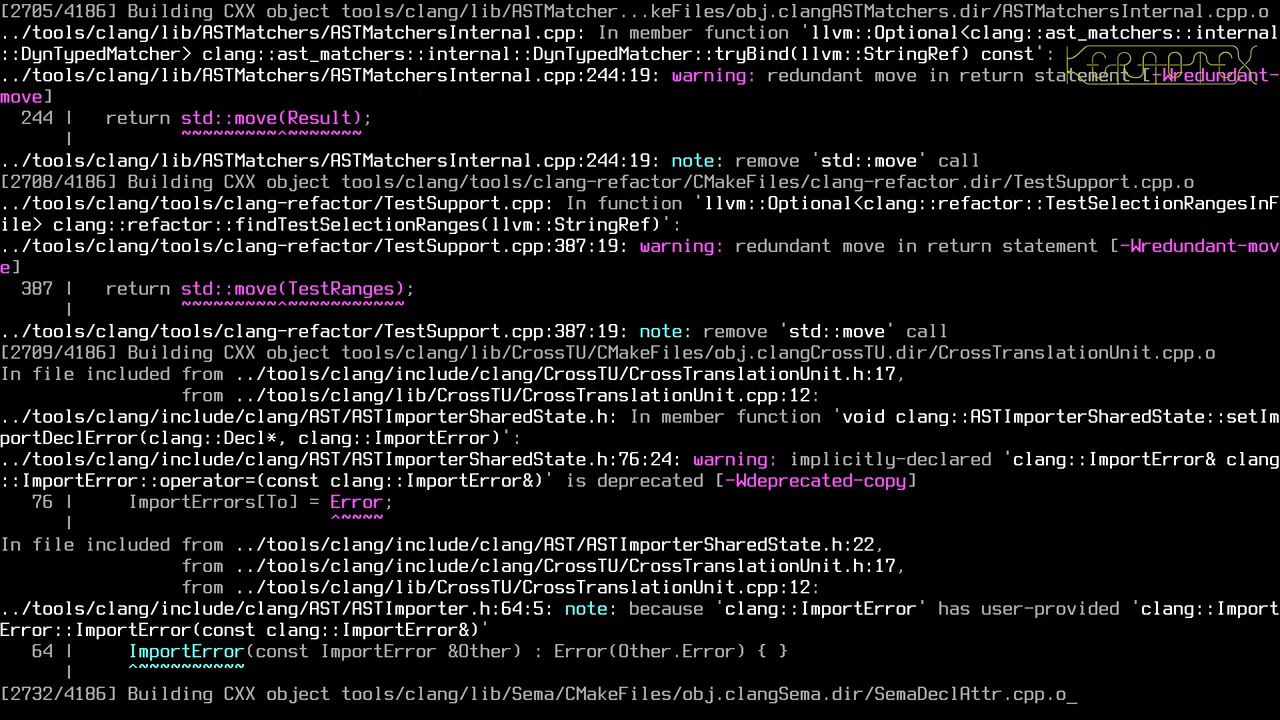 [2705/4186] Building CXX object tools/clang/lib/ASTMatcher...keFiles/obj.clangASTMatchers.dir/ASTMatchersInternal.cpp.o
../tools/clang/lib/ASTMatchers/ASTMatchersInternal.cpp: In member function 'llvm::Optional<clang::ast_matchers::internal
::DynTypedMatcher> clang::ast_matchers::internal::DynTypedMatcher::tryBind(llvm::StringRef) const':
../tools/clang/lib/ASTMatchers/ASTMatchersInternal.cpp:244:19: warning: redundant move in return statement [-Wredundant-
move]
244 | return std::move(Result);
| ~~~~~~~~~^~~~~~~~
../tools/clang/lib/ASTMatchers/ASTMatchersInternal.cpp:244:19: note: remove 'std::move' call
[2708/4186] Building CXX object tools/clang/tools/clang-refactor/CMakeFiles/clang-refactor.dir/TestSupport.cpp.o
../tools/clang/tools/clang-refactor/TestSupport.cpp: In function 'llvm::Optional<clang::refactor::TestSelectionRangesInF
ile> clang::refactor::findTestSelectionRanges(llvm::StringRef)':
../tools/clang/tools/clang-refactor/TestSupport.cpp:387:19: warning: redundant move in return statement [-Wredundant-mov
e]
387 | return std::move(TestRanges);
| ~~~~~~~~~^~~~~~~~~~~~
../tools/clang/tools/clang-refactor/TestSupport.cpp:387:19: note: remove 'std::move' call
[2709/4186] Building CXX object tools/clang/lib/CrossTU/CMakeFiles/obj.clangCrossTU.dir/CrossTranslationUnit.cpp.o
In file included from ../tools/clang/include/clang/CrossTU/CrossTranslationUnit.h:17,
from ../tools/clang/lib/CrossTU/CrossTranslationUnit.cpp:12:
../tools/clang/include/clang/AST/ASTImporterSharedState.h: In member function 'void clang::ASTImporterSharedState::setIm
portDeclError(clang::Decl*, clang::ImportError)':
../tools/clang/include/clang/AST/ASTImporterSharedState.h:76:24: warning: implicitly-declared 'clang::ImportError& clang
::ImportError::operator=(const clang::ImportError&)' is deprecated [-Wdeprecated-copy]
76 | ImportErrors[To] = Error;
| ^~~~~
In file included from ../tools/clang/include/clang/AST/ASTImporterSharedState.h:22,
from ../tools/clang/include/clang/CrossTU/CrossTranslationUnit.h:17,
from ../tools/clang/lib/CrossTU/CrossTranslationUnit.cpp:12:
../tools/clang/include/clang/AST/ASTImporter.h:64:5: note: because 'clang::ImportError' has user-provided 'clang::Import
Error::ImportError(const clang::ImportError&)'
64 | ImportError(const ImportError &Other) : Error(Other.Error) { }
| ^~~~~~~~~~~
[2732/4186] Building CXX object tools/clang/lib/Sema/CMakeFiles/obj.clangSema.dir/SemaDeclAttr.cpp.o_